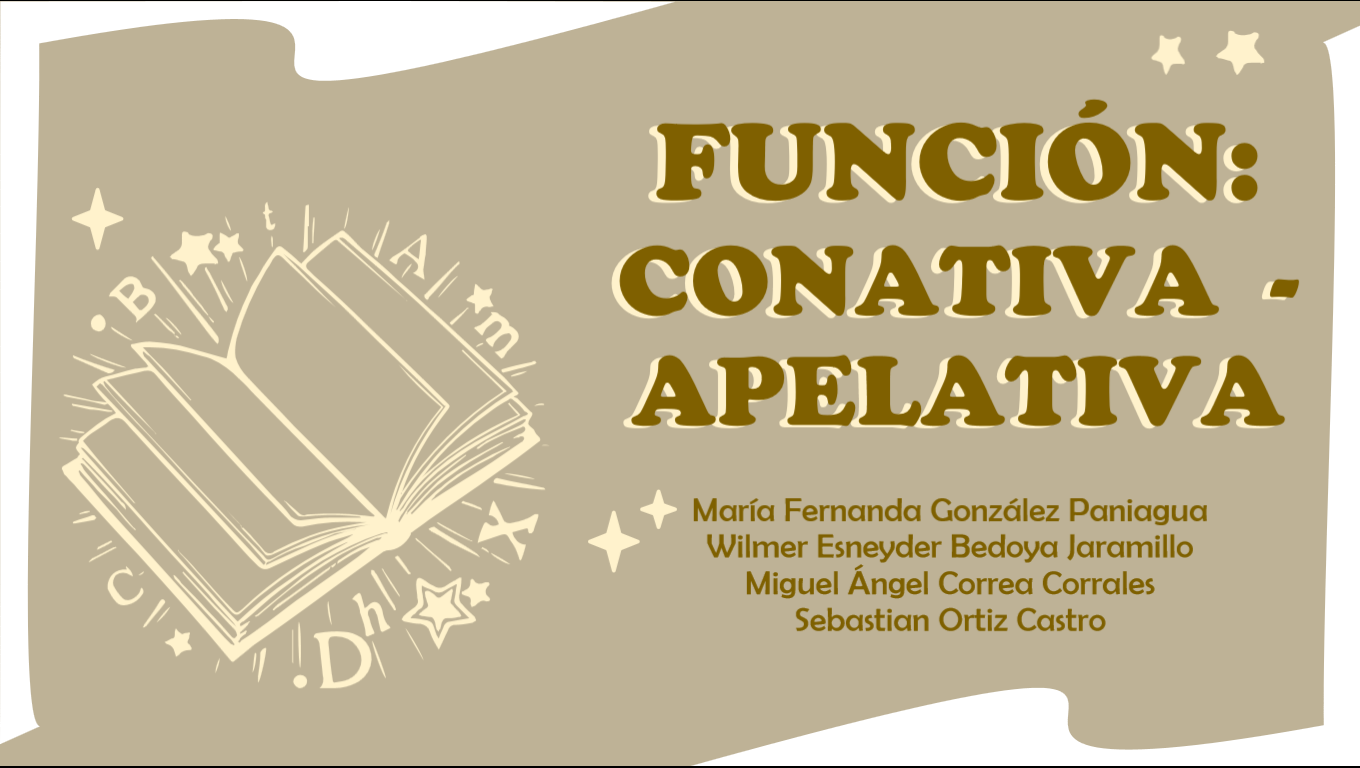 FUNCIÓN:
CONATIVA -
APELATIVA
María Fernanda González Paniagua
Wilmer Esneyder Bedoya Jaramillo
Miguel Ángel Correa Corrales
Sebastian Ortiz Castro
t
A
B
m
X
C
h
D